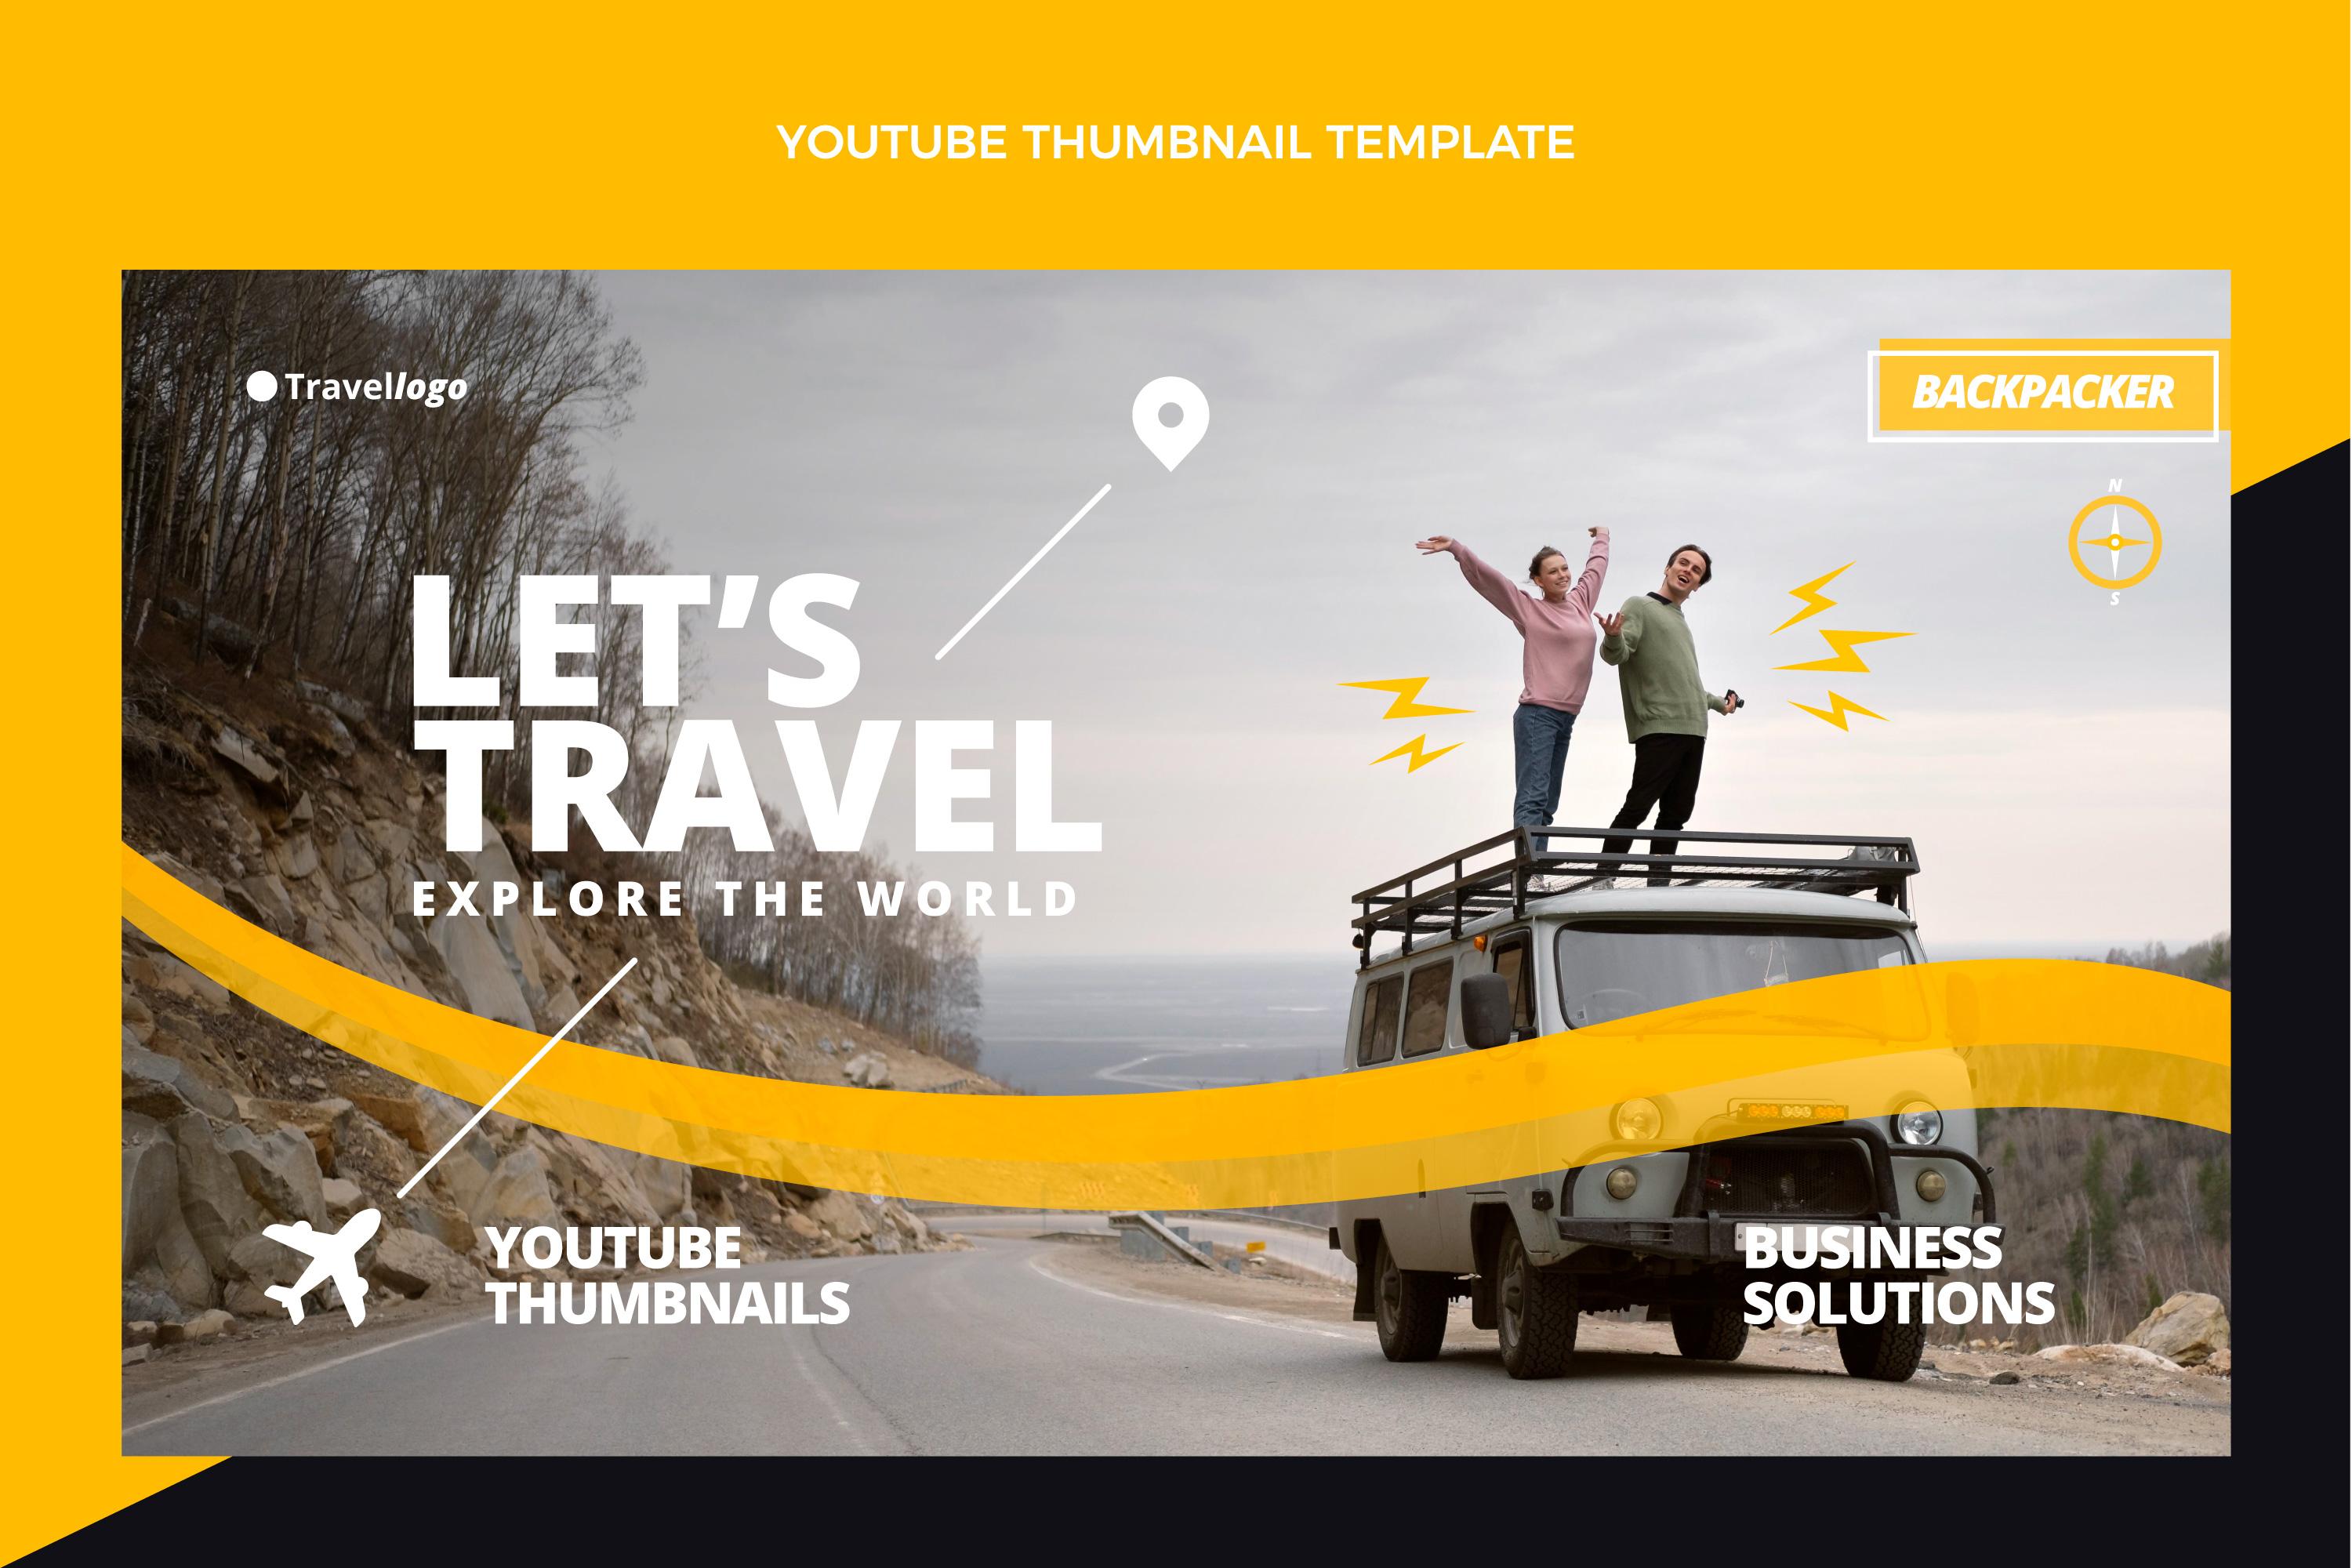 YOUTUBE THUMBNAIL TEMPLATE
Travellogo
BACKPACKER
N
S
LET'S
TRAVEL
EXPLORE THE WORLD
YOUTUBE
THUMBNAILS
BUSINESS
SOLUTIONS